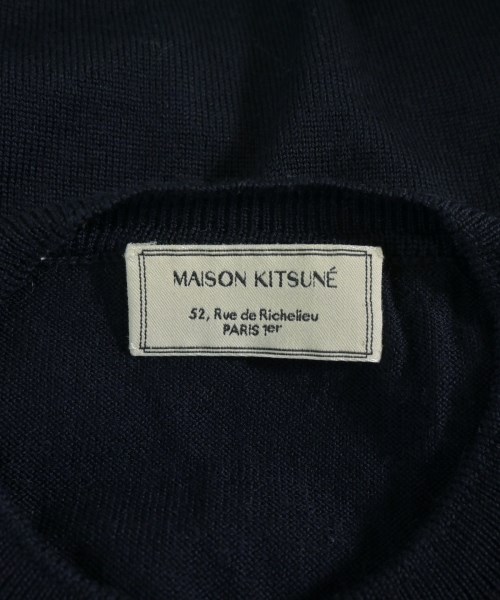 MAISON KITSUNÉ
52, Rue de Richelieu
PARIS 1er